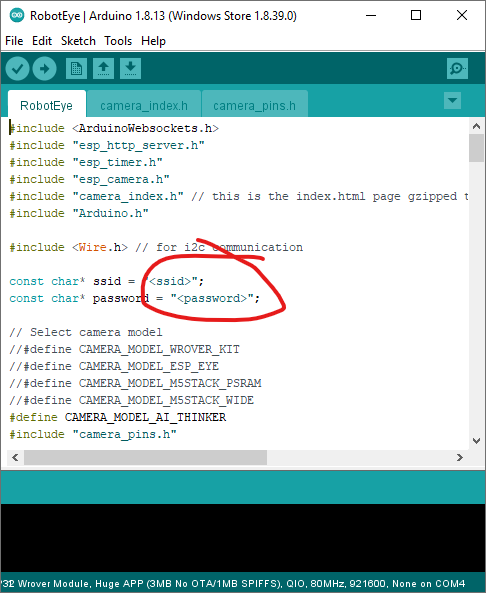 RobotEye | Arduino 1.8.13 (Windows Store 1.8.39.0)
File Edit Sketch Tools Help
RobotEye camera_index.h camera_pins.h
#include <ArduinoWebsockets.h>
#include "esp_http_server.h"
#include "esp_timer.h"
#include "esp_camera.h"
#include "camera_index.h" // this is the index.html page gzipped t
#include "Arduino.h"
#include <Wire.h> // for i2c communication
const char* ssid = "<ssid>";
const char* password = "<password>";
// Select camera model
//#define CAMERA_MODEL_WROVER_KIT
//#define CAMERA_MODEL_ESP_EYE
//#define CAMERA_MODEL_M5STACK_PSRAM
//#define CAMERA_MODEL_M5STACK_WIDE
#define CAMERA_MODEL_AI_THINKER
#include "camera_pins.h"
P32 Wrover Module, Huge APP (3MB No OTA/1MB SPIFFS), QIO, 80MHz, 921600, None on COM4